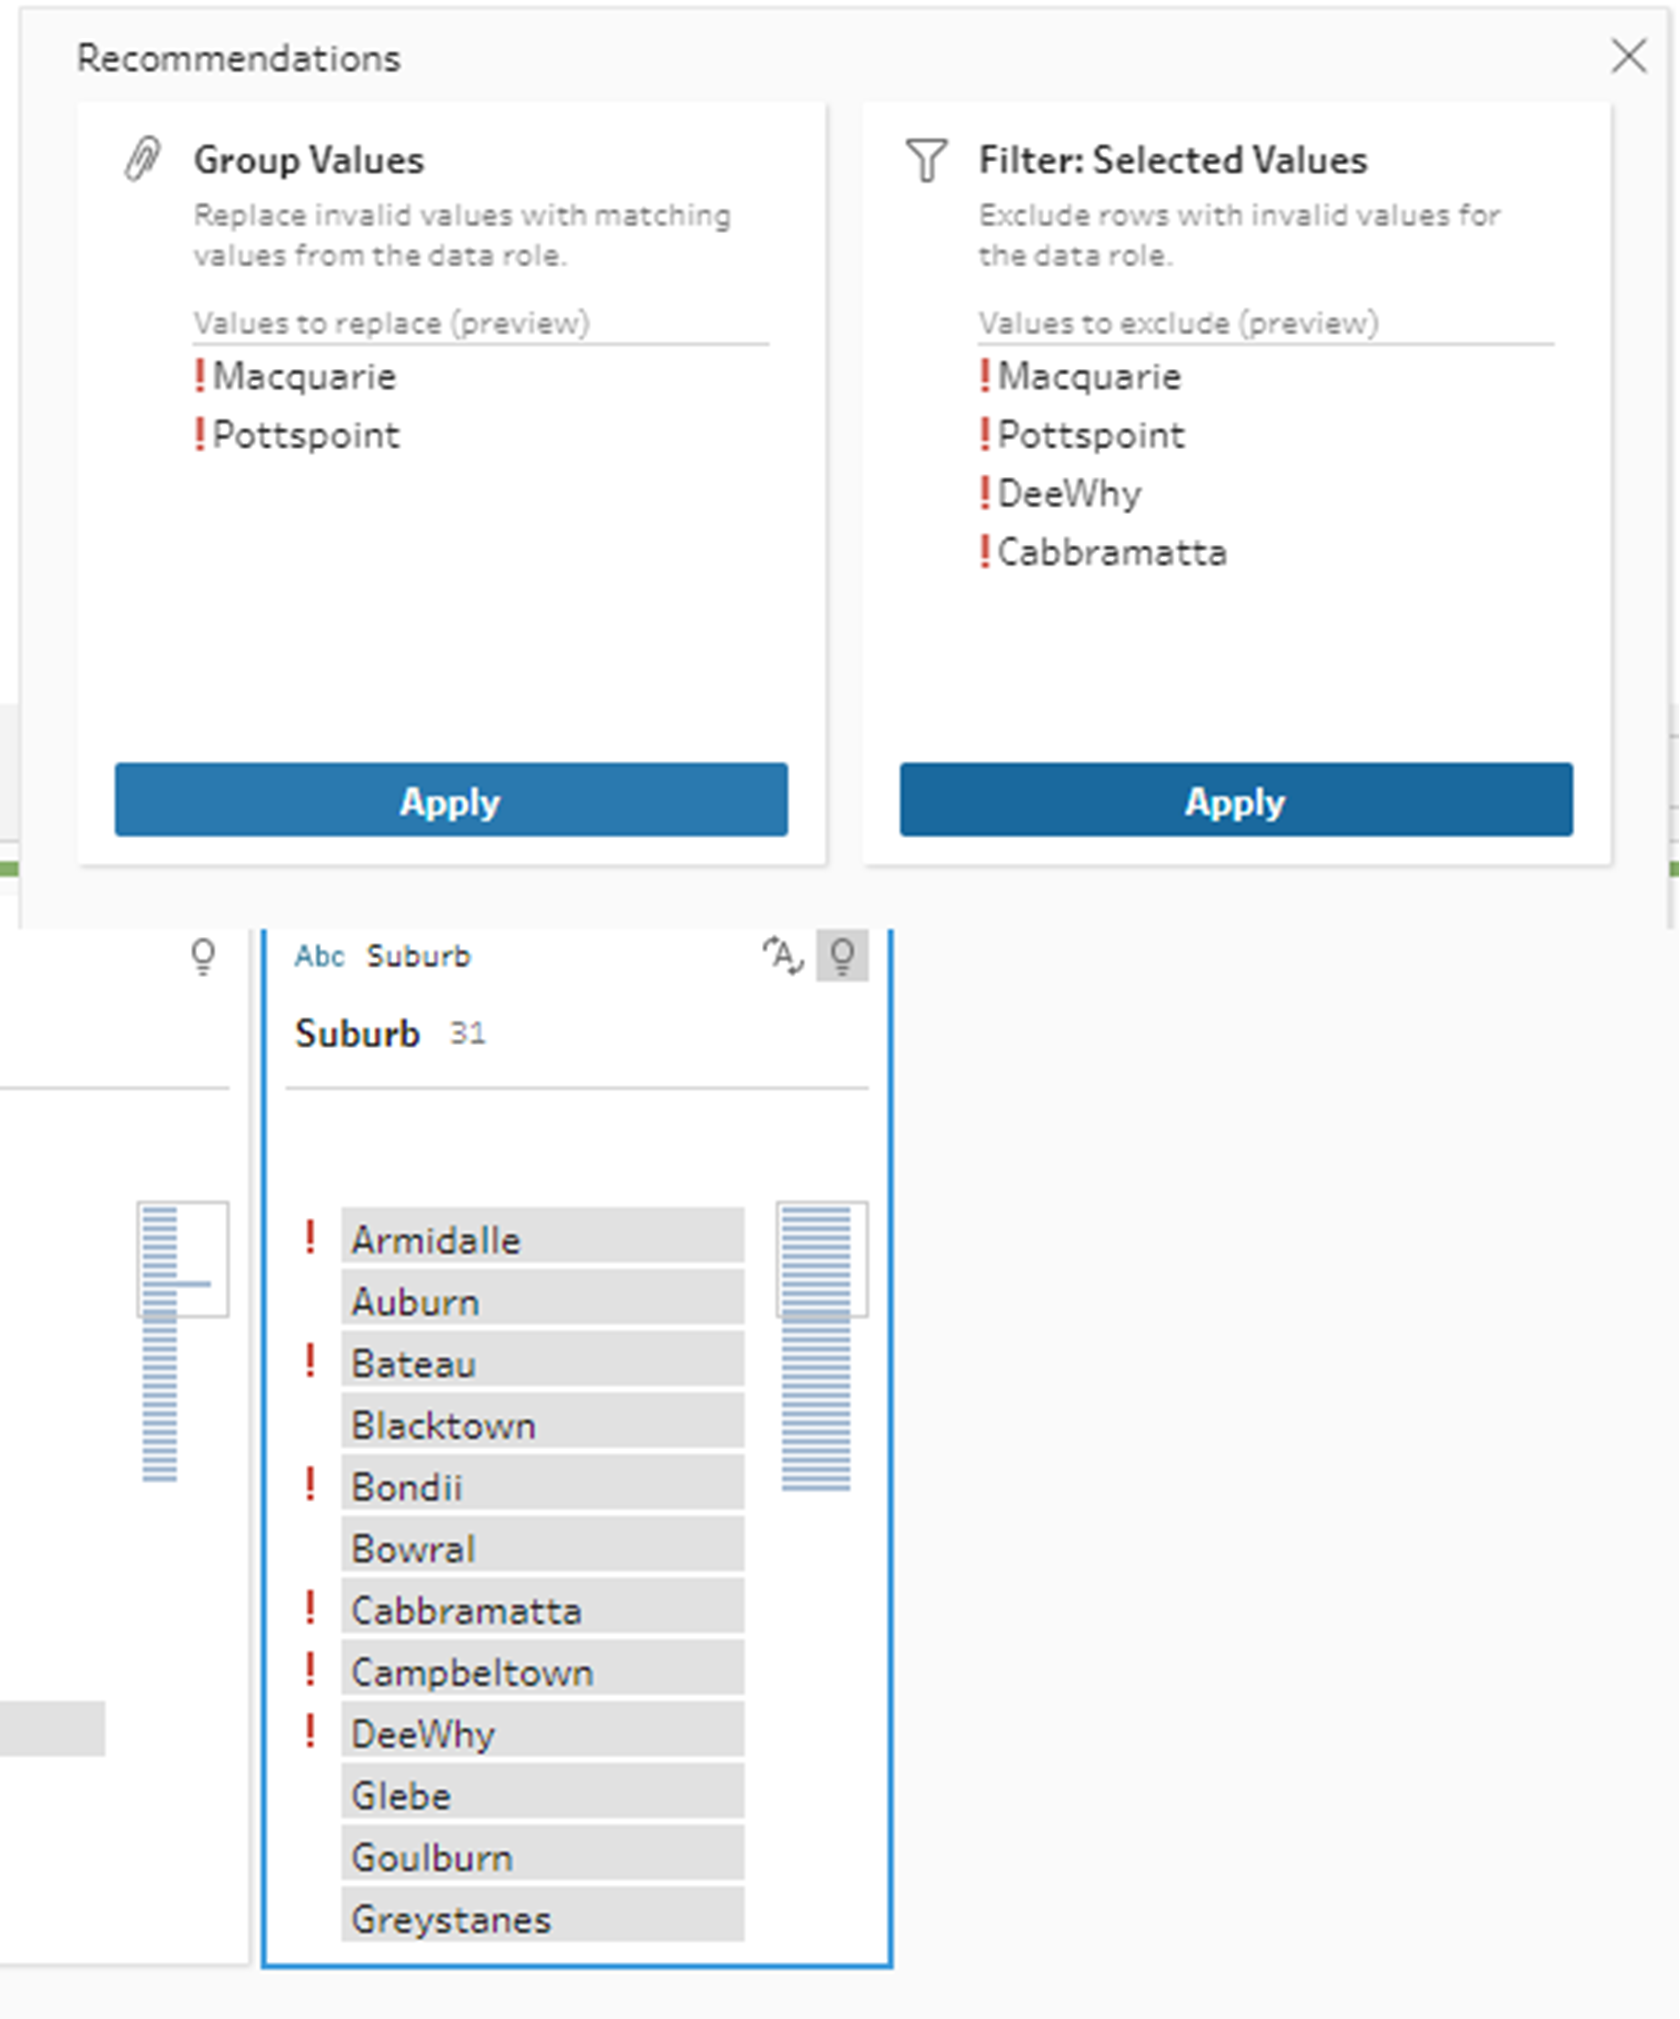 Recommendations
Group Values
Replace invalid values with matching
values from the data role.
Values to replace (preview)
!Macquarie
!Pottspoint
Apply
Filter: Selected Values
Exclude rows with invalid values for
the data role.
Values to exclude (preview)
!Macquarie
!Pottspoint
!DeeWhy
!Cabbramatta
Apply
Abc Suburb
Suburb 31
! Armidalle
Auburn
! Bateau
Blacktown
! Bondii
Bowral
! Cabbramatta
! Campbeltown
! DeeWhy
Glebe
Goulburn
Greystanes